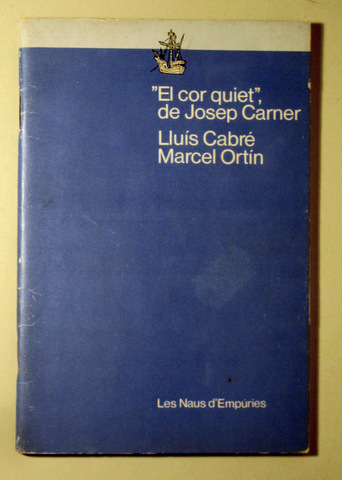 "El cor quiet",
de Josep Carner
Lluís Cabré
Marcel Ortín
Les Naus d'Empúries